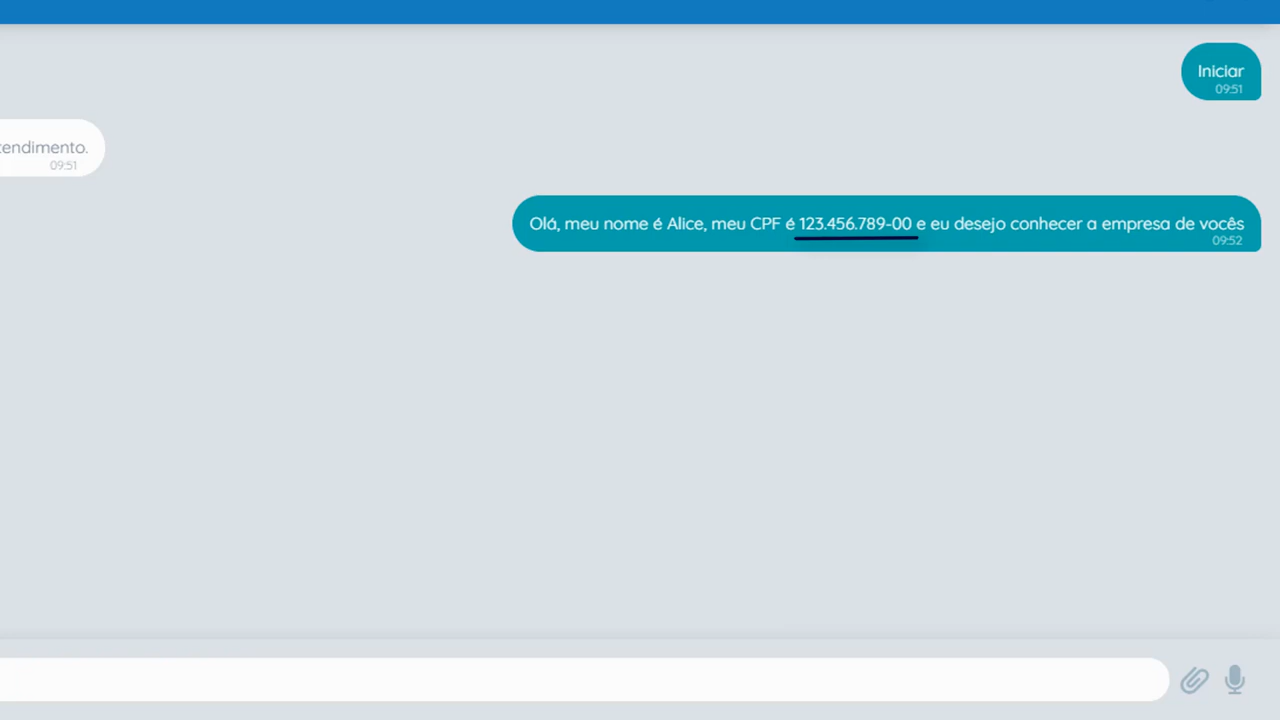 Iniciar
09:51
tendimento.
09:51
Olá, meu nome é Alice, meu CPF é 123.456.789-00 e eu desejo conhecer a empresa de vocês
09:52